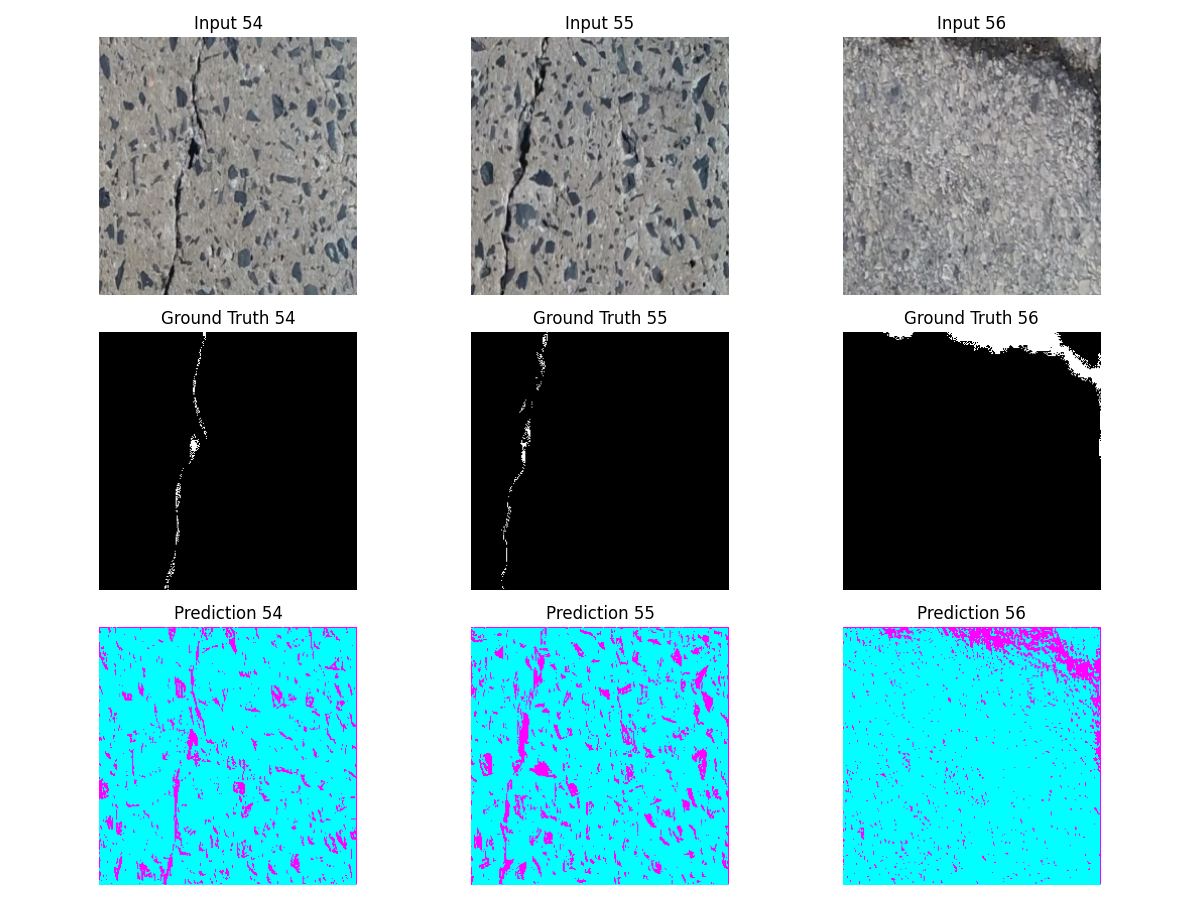 Input 54
Input 55
Input 56
Ground Truth 54
Ground Truth 55
Ground Truth 56
Prediction 54
Prediction 55
Prediction 56